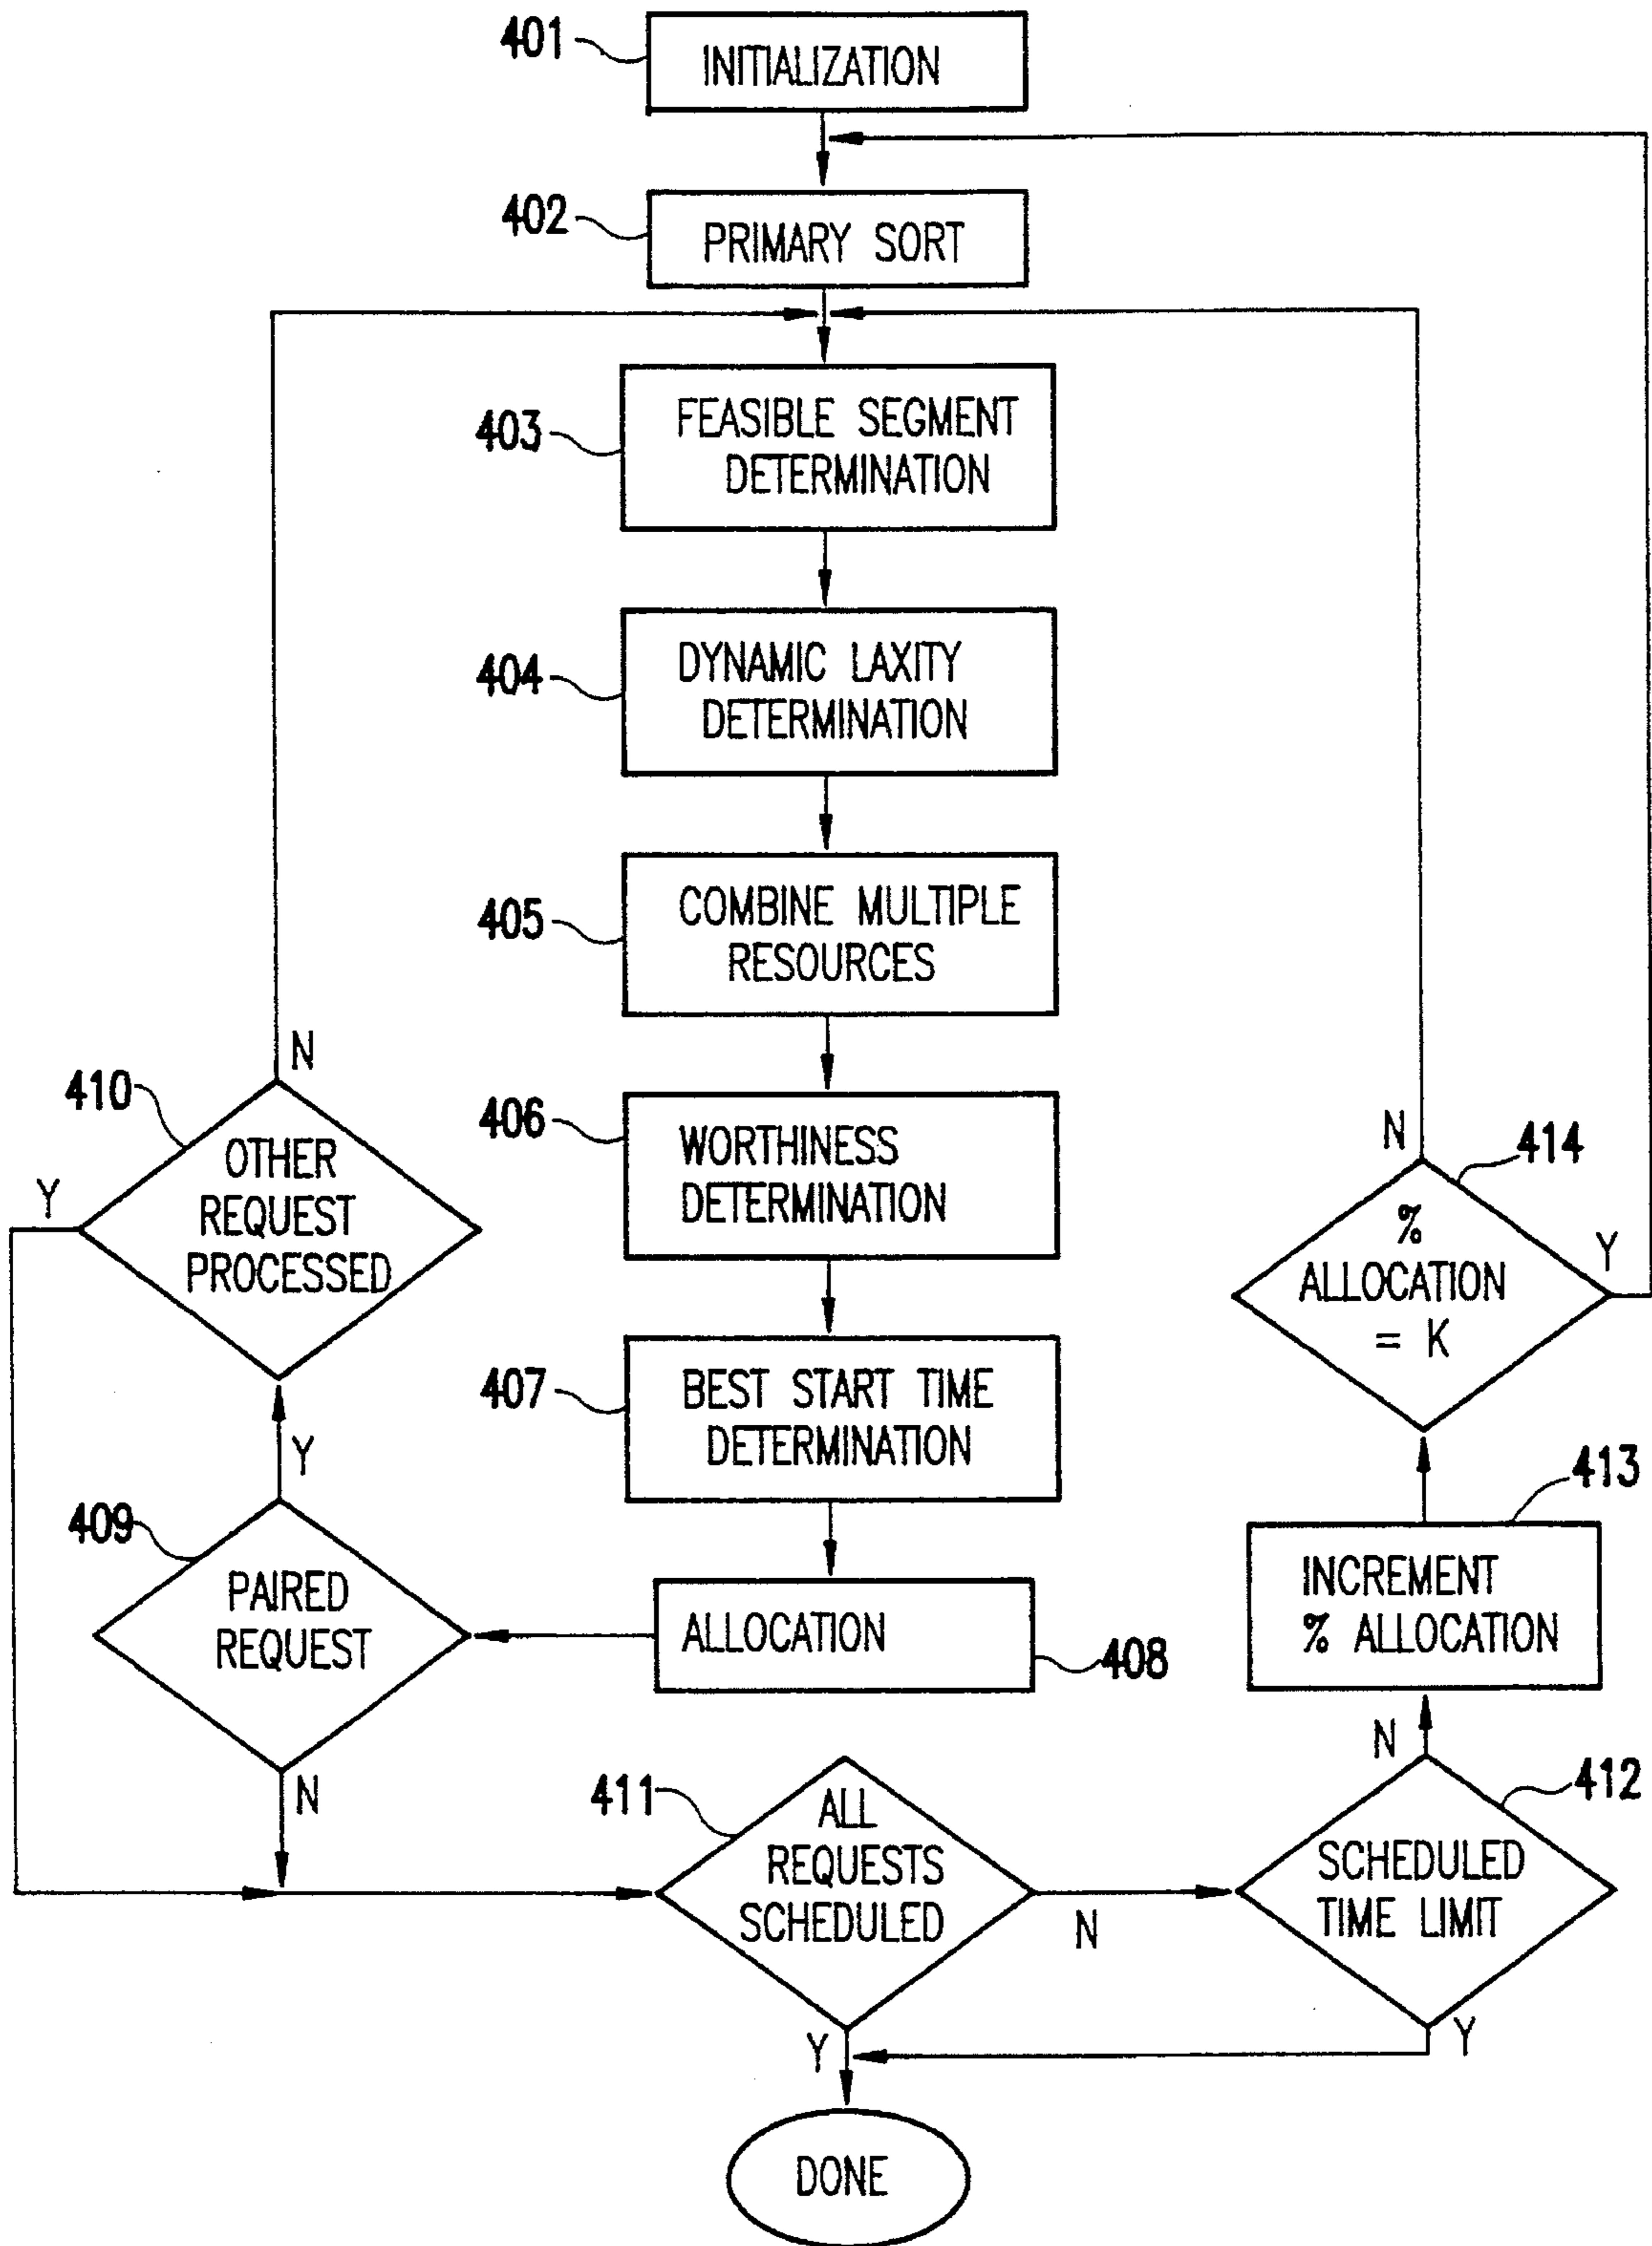 401
INITIALIZATION
402
PRIMARY SORT
403
FEASIBLE SEGMENT
DETERMINATION
404
DYNAMIC LAXITY
DETERMINATION
405
COMBINE MULTIPLE
RESOURCES
N
410
OTHER
REQUEST
PROCESSED
Y
406
WORTHINESS
DETERMINATION
N
414
%
ALLOCATION
= K
Y
407
BEST START TIME
DETERMINATION
Y
409
PAIRED
REQUEST
N
ALLOCATION
408
413
INCREMENT
% ALLOCATION
N
411
ALL
REQUESTS
SCHEDULED
N
Y
412
SCHEDULED
TIME LIMIT
Y
DONE